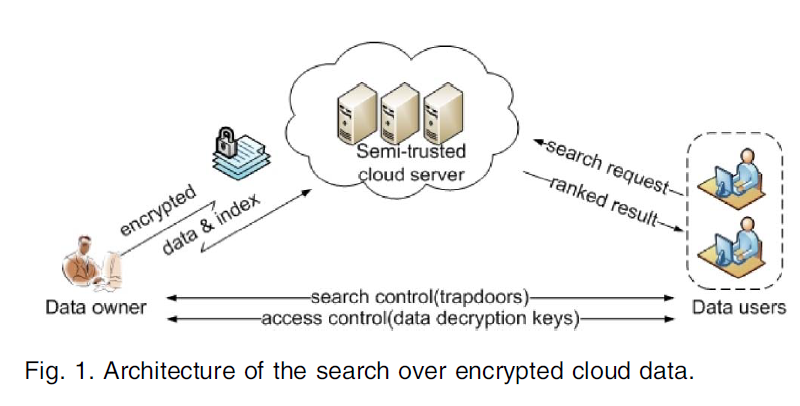 Semi-trusted
cloud server
encrypted
data & index
search request
ranked result
Data owner
search control(trapdoors)
access control(data decryption keys)
Data users
Fig. 1. Architecture of the search over encrypted cloud data.